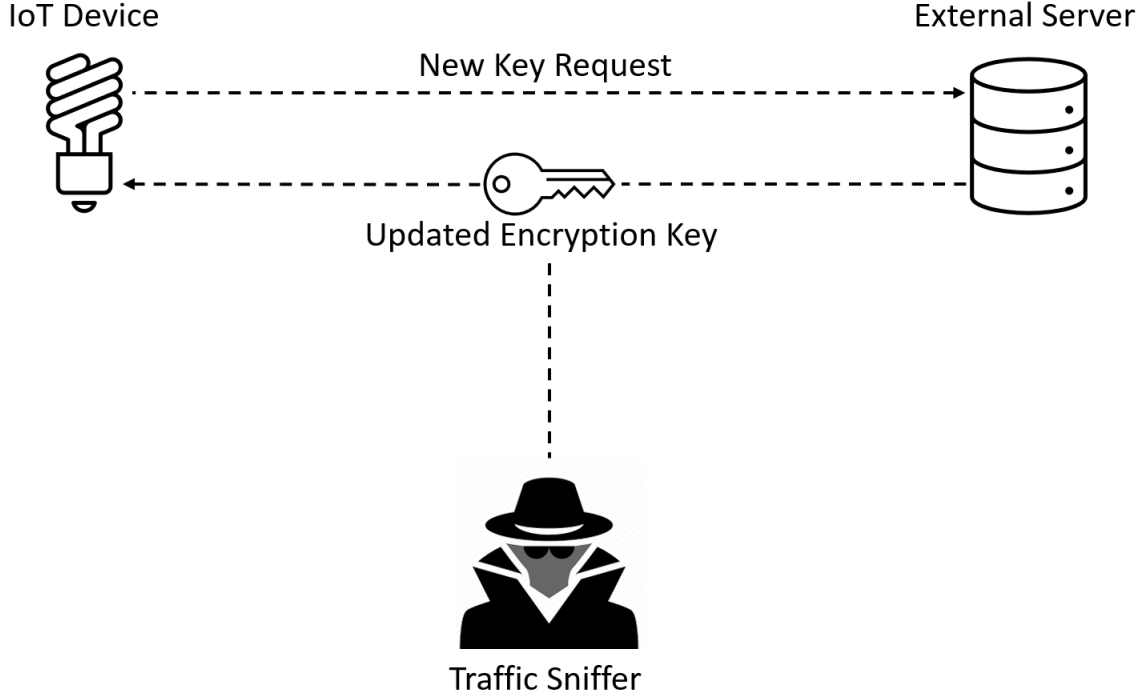 IoT Device
External Server
New Key Request
Updated Encryption Key
Traffic Sniffer